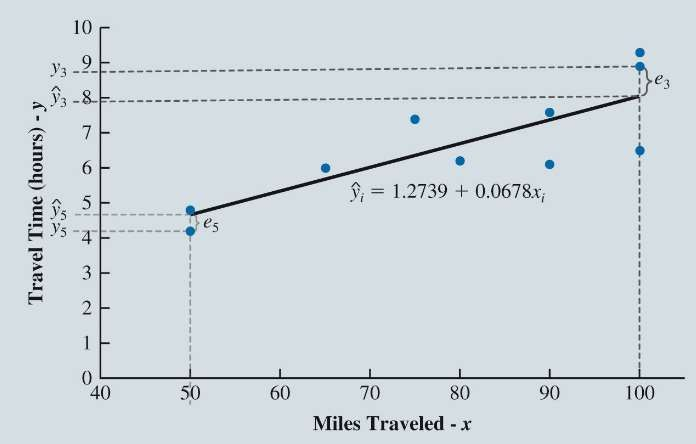 10
9
y₃
ŷ₃
8
7
6
5
ŷ₅
y₅
4
3
2
1
0
e₃
e₅
ŷᵢ = 1.2739 + 0.0678xᵢ
Travel Time (hours) - y
40 50 60 70 80 90 100
Miles Traveled - x